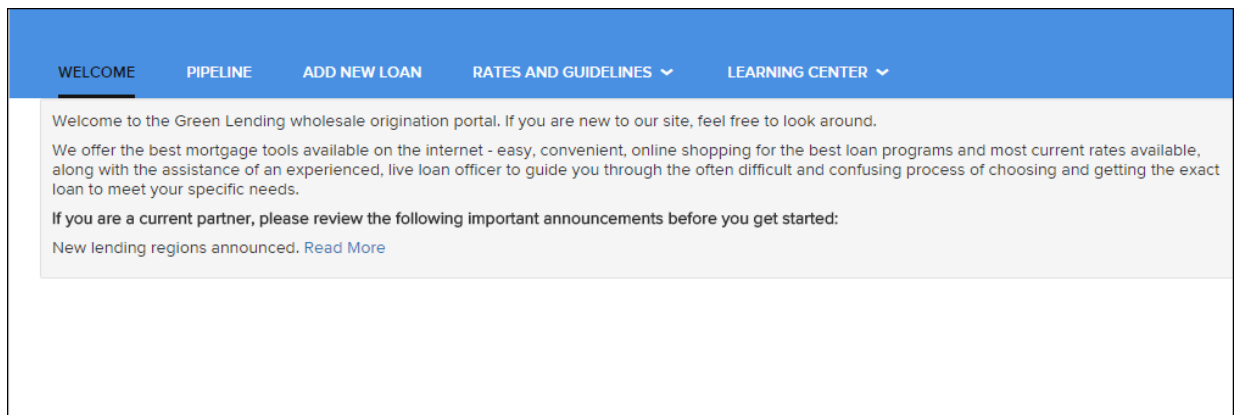 WELCOME PIPELINE ADD NEW LOAN RATES AND GUIDELINES LEARNING CENTER
Welcome to the Green Lending wholesale origination portal. If you are new to our site, feel free to look around.
We offer the best mortgage tools available on the internet - easy, convenient, online shopping for the best loan programs and most current rates available,
along with the assistance of an experienced, live loan officer to guide you through the often difficult and confusing process of choosing and getting the exact
loan to meet your specific needs.
If you are a current partner, please review the following important announcements before you get started:
New lending regions announced. Read More